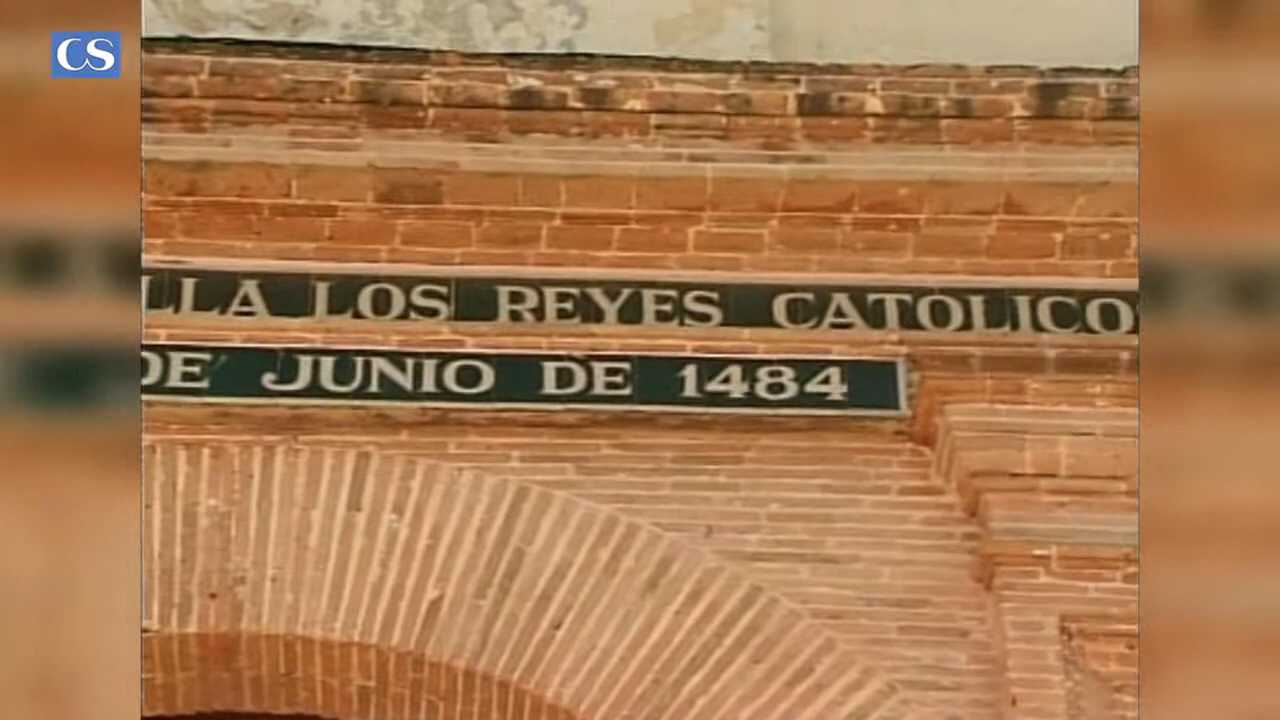 CS
LLA LOS REYES CATOLICO
DE JUNIO DE 1484